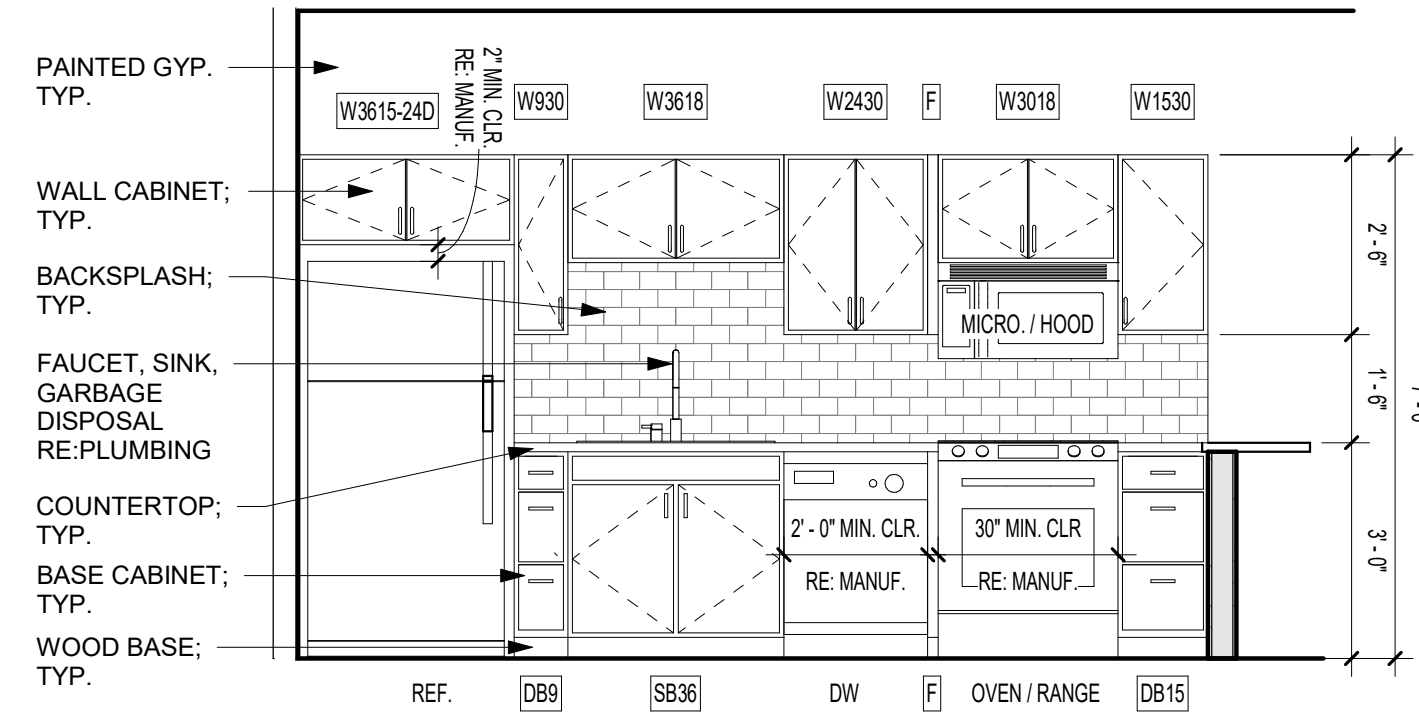 PAINTED GYP.
TYP.
WALL CABINET;
TYP.
BACKSPLASH;
TYP.
FAUCET, SINK,
GARBAGE
DISPOSAL
RE:PLUMBING
COUNTERTOP;
TYP.
BASE CABINET;
TYP.
WOOD BASE;
TYP.
W3615-24D
2" MIN. CLR.
RE: MANUF.
W930
W3618
W2430
F
W3018
W1530
MICRO. / HOOD
2' - 0" MIN. CLR.
RE: MANUF.
30" MIN. CLR
RE: MANUF.
2' - 6"
1' - 6"
3' - 0"
REF.
DB9
SB36
DW
F
OVEN / RANGE
DB15